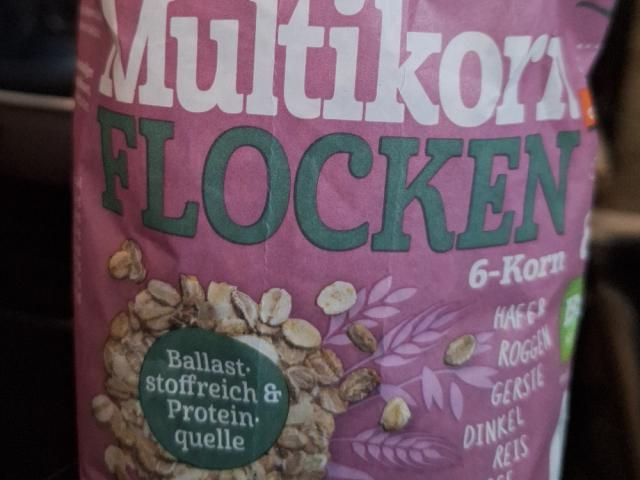 Multikorn
FLOCKEN
6-Korn
HAFER
ROGGEN
GERSTE
DINKEL
REIS
Ballast-
stoffreich &
Protein-
quelle